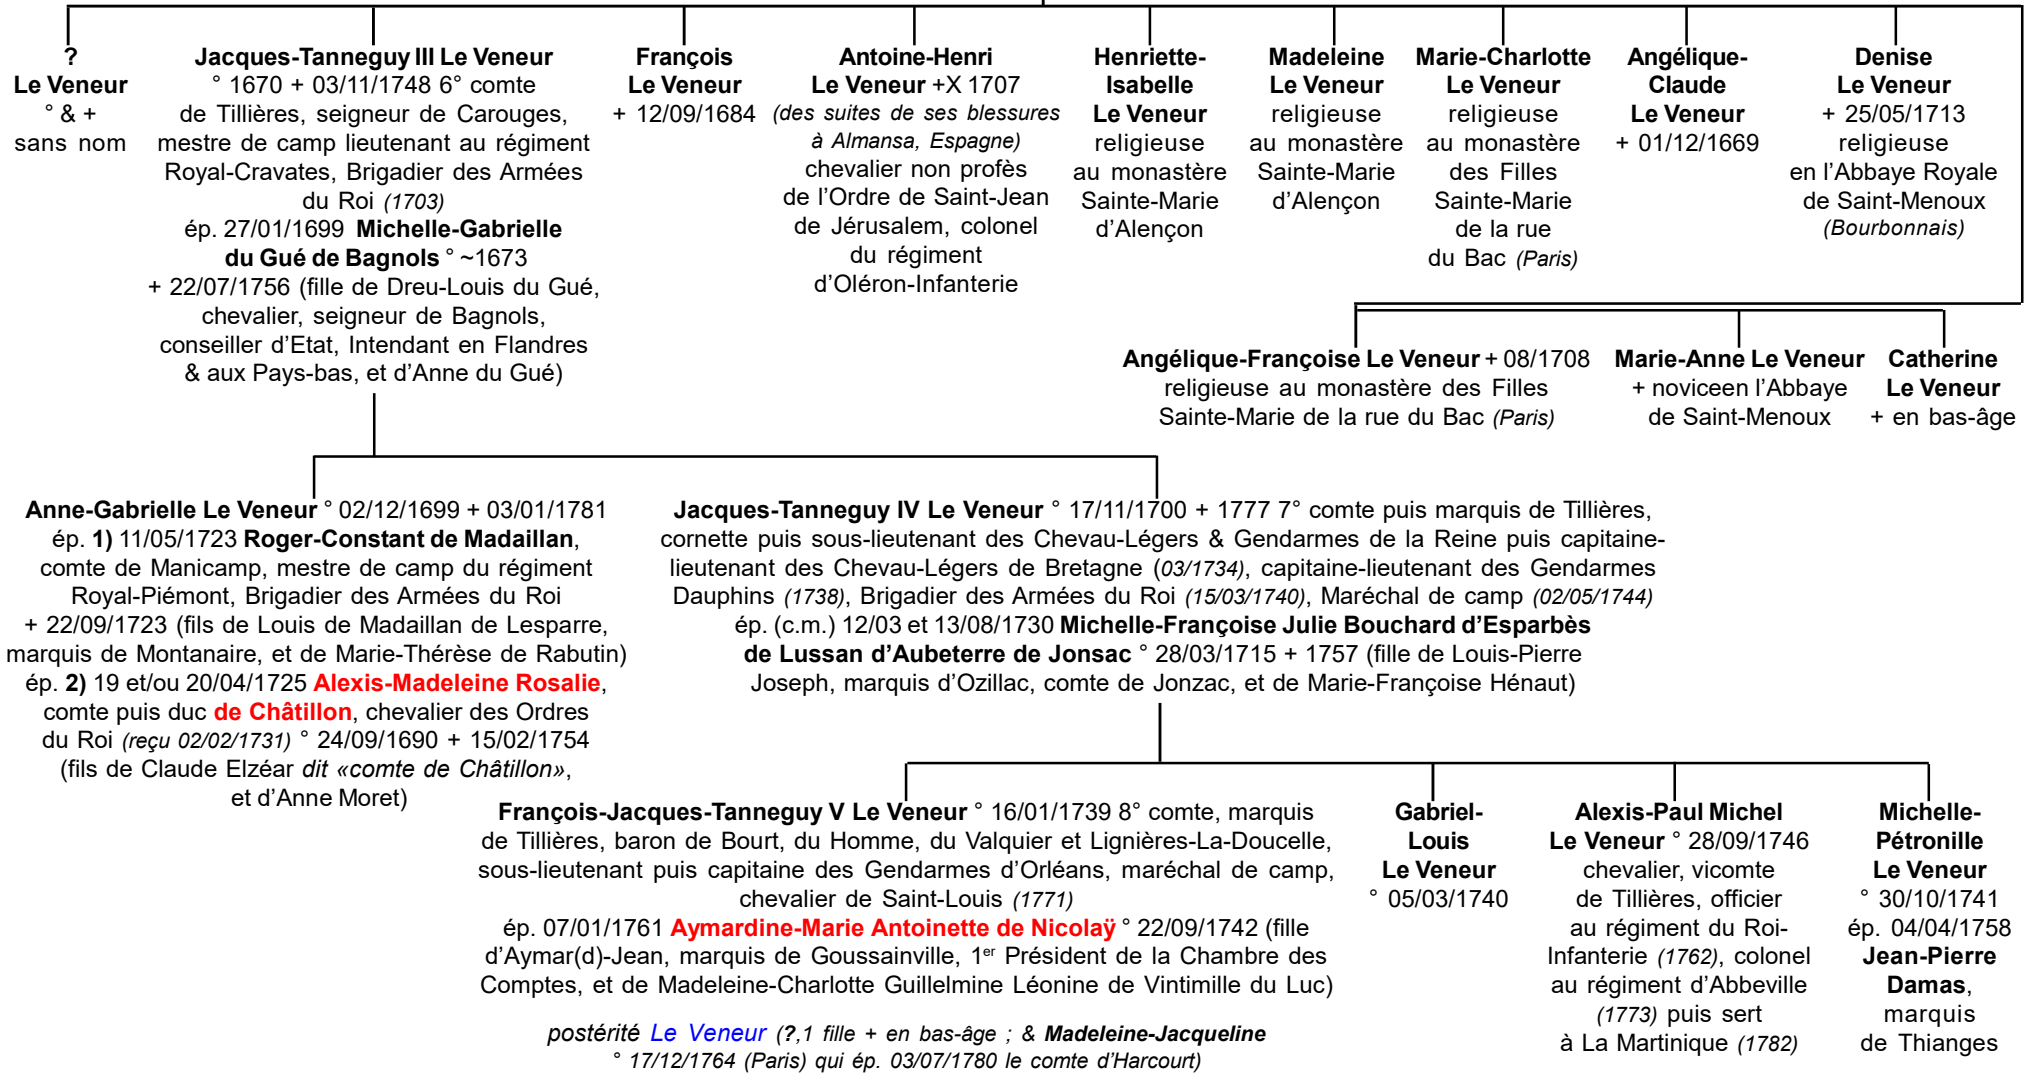 ?
Le Veneur
° & +
sans nom
Jacques-Tanneguy III Le Veneur
° 1670 + 03/11/1748 6° comte
de Tillières, seigneur de Carouges,
mestre de camp lieutenant au régiment
Royal-Cravates, Brigadier des Armées
du Roi (1703)
ép. 27/01/1699 Michelle-Gabrielle
du Gué de Bagnols ° ~1673
+ 22/07/1756 (fille de Dreu-Louis du Gué,
chevalier, seigneur de Bagnols,
conseiller d'Etat, Intendant en Flandres
& aux Pays-bas, et d'Anne du Gué)
François
Le Veneur
+ 12/09/1684
Antoine-Henri
Le Veneur +X 1707
(des suites de ses blessures
à Almansa, Espagne)
chevalier non profès
de l'Ordre de Saint-Jean
de Jérusalem, colonel
du régiment
d'Oléron-Infanterie
Henriette-
Isabelle
Le Veneur
religieuse
au monastère
Sainte-Marie
d'Alençon
Madeleine
Le Veneur
religieuse
au monastère
Sainte-Marie
d'Alençon
Marie-Charlotte
Le Veneur
religieuse
au monastère
des Filles
Sainte-Marie
de la rue
du Bac (Paris)
Angélique-
Claude
Le Veneur
+ 01/12/1669
Denise
Le Veneur
+ 25/05/1713
religieuse
en l'Abbaye Royale
de Saint-Menoux
(Bourbonnais)
Angélique-Françoise Le Veneur + 08/1708
religieuse au monastère des Filles
Sainte-Marie de la rue du Bac (Paris)
Marie-Anne Le Veneur
+ noviceen l'Abbaye
de Saint-Menoux
Catherine
Le Veneur
+ en bas-âge
Anne-Gabrielle Le Veneur ° 02/12/1699 + 03/01/1781
ép. 1) 11/05/1723 Roger-Constant de Madaillan,
comte de Manicamp, mestre de camp du régiment
Royal-Piémont, Brigadier des Armées du Roi
+ 22/09/1723 (fils de Louis de Madaillan de Lesparre,
marquis de Montanaire, et de Marie-Thérèse de Rabutin)
ép. 2) 19 et/ou 20/04/1725 Alexis-Madeleine Rosalie,
comte puis duc de Châtillon, chevalier des Ordres
du Roi (reçu 02/02/1731) ° 24/09/1690 + 15/02/1754
(fils de Claude Elzéar dit «comte de Châtillon»,
et d'Anne Moret)
Jacques-Tanneguy IV Le Veneur ° 17/11/1700 + 1777 7° comte puis marquis de Tillières,
cornette puis sous-lieutenant des Chevau-Légers & Gendarmes de la Reine puis capitaine-
lieutenant des Chevau-Légers de Bretagne (03/1734), capitaine-lieutenant des Gendarmes
Dauphins (1738), Brigadier des Armées du Roi (15/03/1740), Maréchal de camp (02/05/1744)
ép. (c.m.) 12/03 et 13/08/1730 Michelle-Françoise Julie Bouchard d'Esparbès
de Lussan d'Aubeterre de Jonsac ° 28/03/1715 + 1757 (fille de Louis-Pierre
Joseph, marquis d'Ozillac, comte de Jonzac, et de Marie-Françoise Hénaut)
François-Jacques-Tanneguy V Le Veneur ° 16/01/1739 8° comte, marquis
de Tillières, baron de Bourt, du Homme, du Valquier et Lignières-La-Doucelle,
sous-lieutenant puis capitaine des Gendarmes d'Orléans, maréchal de camp,
chevalier de Saint-Louis (1771)
ép. 07/01/1761 Aymardine-Marie Antoinette de Nicolaÿ ° 22/09/1742 (fille
d'Aymar(d)-Jean, marquis de Goussainville, 1er Président de la Chambre des
Comptes, et de Madeleine-Charlotte Guillelmine Léonine de Vintimille du Luc)
postérité Le Veneur (?,1 fille + en bas-âge ; & Madeleine-Jacqueline
° 17/12/1764 (Paris) qui ép. 03/07/1780 le comte d'Harcourt)
Gabriel-
Louis
Le Veneur
° 05/03/1740
Alexis-Paul Michel
Le Veneur ° 28/09/1746
chevalier, vicomte
de Tillières, officier
au régiment du Roi-
Infanterie (1762), colonel
au régiment d'Abbeville
(1773) puis sert
à La Martinique (1782)
Michelle-
Pétronille
Le Veneur
° 30/10/1741
ép. 04/04/1758
Jean-Pierre
Damas,
marquis
de Thianges